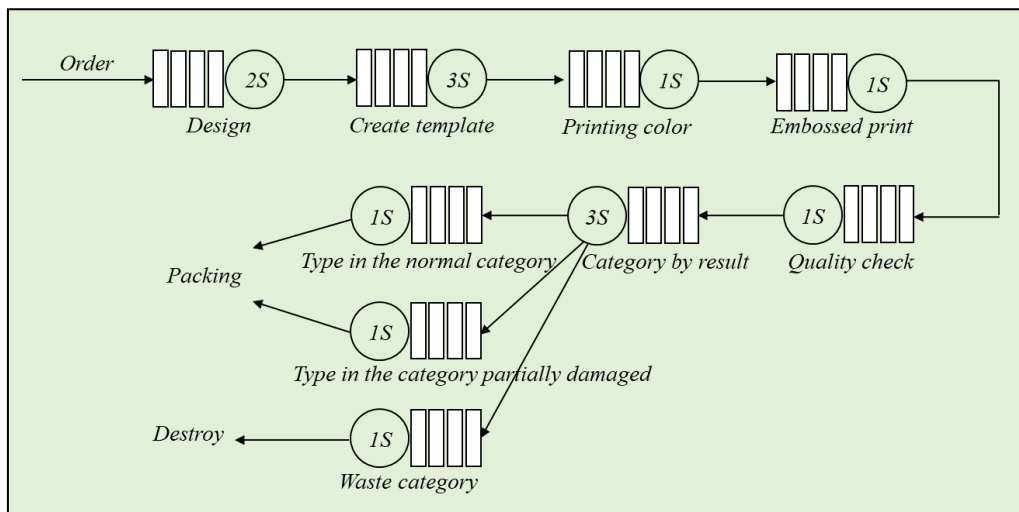 Order
2S
3S
1S
1S
Design
Create template
Printing color
Embossed print
1S
3S
1S
Type in the normal category
Category by result
Quality check
Packing
1S
Type in the category partially damaged
1S
Destroy
Waste category